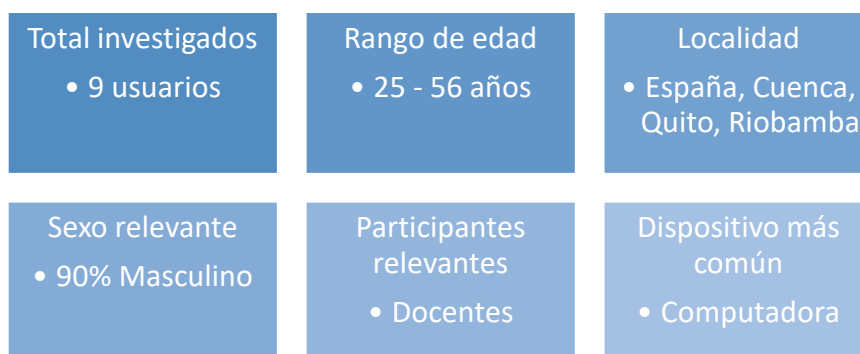 Total investigados
• 9 usuarios
Rango de edad
• 25 - 56 años
Localidad
• España, Cuenca,
Quito, Riobamba
Sexo relevante
• 90% Masculino
Participantes
relevantes
• Docentes
Dispositivo más
común
• Computadora